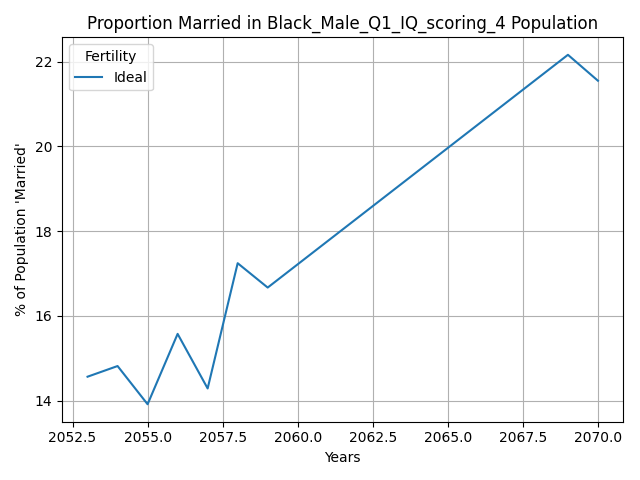 Proportion Married in Black_Male_Q1_IQ_scoring_4 Population
Fertility
Ideal
% of Population 'Married'
22
20
18
16
14
2052.5 2055.0 2057.5 2060.0 2062.5 2065.0 2067.5 2070.0
Years